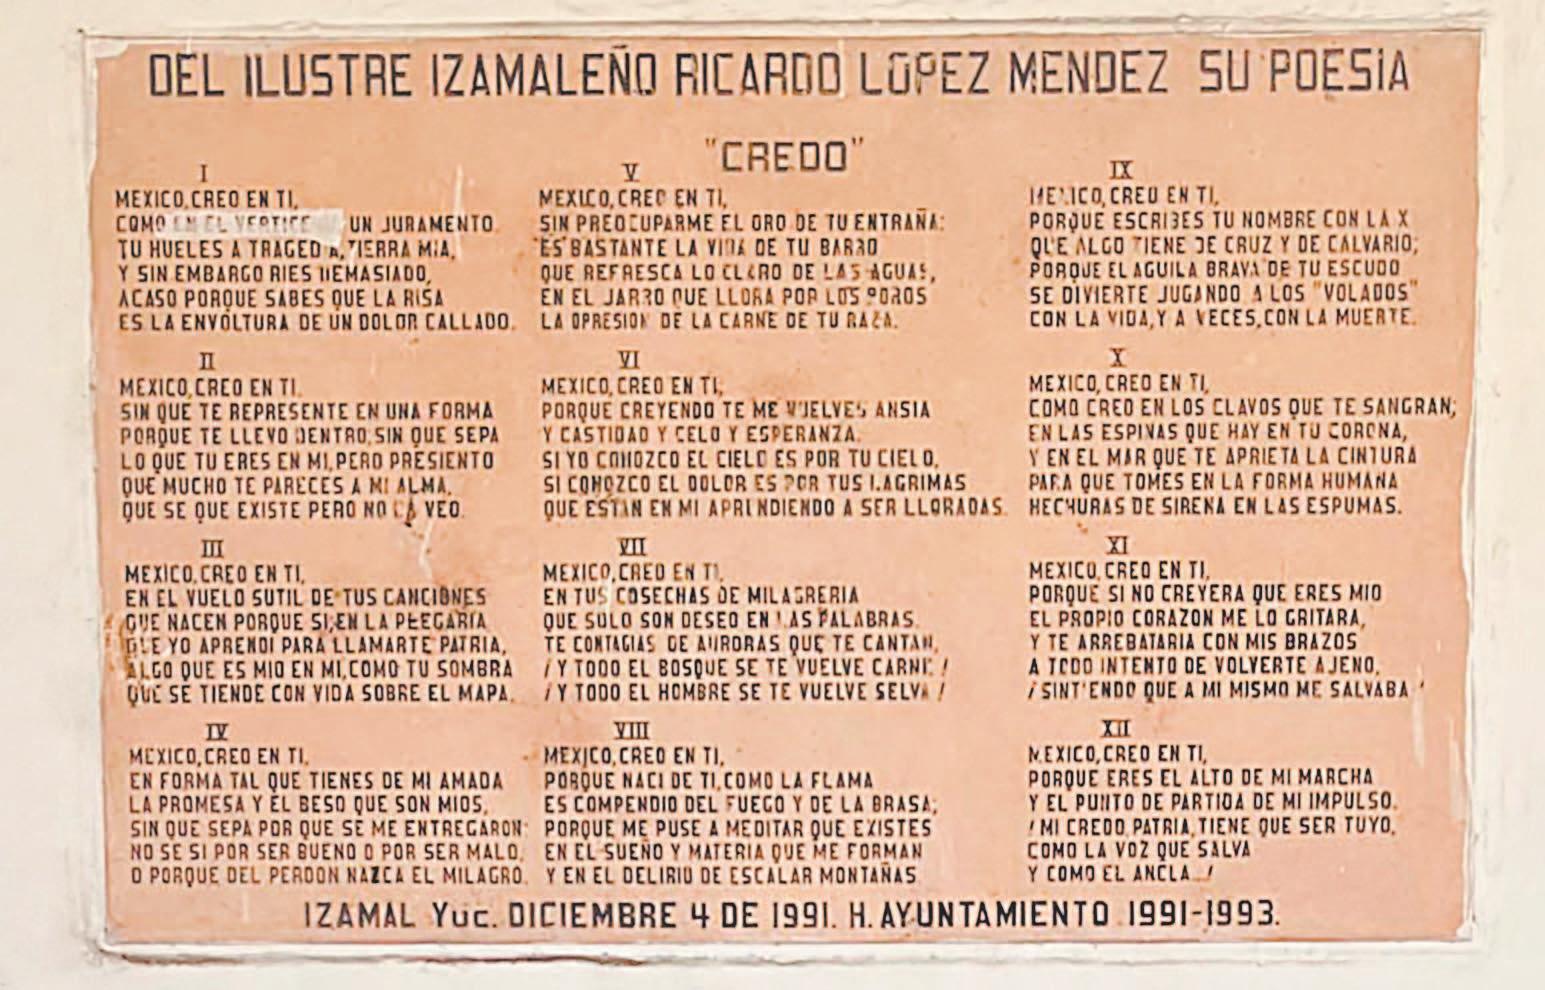 DEL ILUSTRE IZAMALEÑO RICARDO LOPEZ MENDEZ SU POESIA
"CREDO"
I
MEXICO, CREO EN TI,
COMO EN EL VERTICE UN JURAMENTO
TU HUELES A TRAGEDIA, TIERRA MIA,
Y SIN EMBARGO RIES DEMASIADO,
ACASO PORQUE SABES QUE LA RISA
ES LA ENVOLTURA DE UN DOLOR CALLADO.
II
MEXICO, CREO EN TI.
SIN QUE TE REPRESENTE EN UNA FORMA
PORQUE TE LLEVO DENTRO, SIN QUE SEPA
LO QUE TU ERES EN MI, PERO PRESIENTO
QUE MUCHO TE PARECES A MI ALMA,
QUE SE QUE EXISTE PERO NO LA VEO.
III
MEXICO, CREO EN TI,
EN EL VUELO SUTIL DE TUS CANCIONES
QUE NACEN PORQUE SI, EN LA PLEGARIA
QUE YO APRENDI PARA LLAMARTE PATRIA,
ALGO QUE ES MIO EN MI, COMO TU SOMBRA
QUE SE TIENDE CON VIDA SOBRE EL MAPA.
IV
MEXICO, CREO EN TI,
EN FORMA TAL QUE TIENES DE MI AMADA
LA PROMESA Y EL BESO QUE SON MIOS,
SIN QUE SEPA POR QUE SE ME ENTREGARON:
NO SE SI POR SER BUENO O POR SER MALO,
O PORQUE DEL PERDON NAZCA EL MILAGRO.
V
MEXICO, CREO EN TI,
SIN PREOCUPARME EL ORO DE TU ENTRAÑA:
ES BASTANTE LA VIDA DE TU BARRO
QUE REFRESCA LO CLARO DE LAS AGUAS,
EN EL JARRO QUE LLORA POR LOS POROS
LA OPRESION DE LA CARNE DE TU RAZA.
VI
MEXICO, CREO EN TI,
PORQUE CREYENDO TE ME VUELVES ANSIA
Y CASTIDAD Y CELO Y ESPERANZA.
SI YO CONOZCO EL CIELO ES POR TU CIELO,
SI CONOZCO EL DOLOR ES POR TUS LAGRIMAS
QUE ESTAN EN MI APRENDIENDO A SER LLORADAS.
VII
MEXICO, CREO EN TI,
EN TUS COSECHAS DE MILAGRERIA
QUE SOLO SON DESEO EN LAS PALABRAS.
TE CONTAGIAS DE AURORAS QUE TE CANTAN,
¡Y TODO EL BOSQUE SE TE VUELVE CARNE!
¡Y TODO EL HOMBRE SE TE VUELVE SELVA!
VIII
MEXICO, CREO EN TI,
PORQUE NACI DE TI, COMO LA FLAMA
ES COMPENDIO DEL FUEGO Y DE LA BRASA;
PORQUE ME PUSE A MEDITAR QUE EXISTES
EN EL SUEÑO Y MATERIA QUE ME FORMAN
Y EN EL DELIRIO DE ESCALAR MONTAÑAS
IX
MEXICO, CREO EN TI,
PORQUE ESCRIBES TU NOMBRE CON LA X
QUE ALGO TIENE DE CRUZ Y DE CALVARIO;
PORQUE EL AGUILA BRAVA DE TU ESCUDO
SE DIVIERTE JUGANDO A LOS "VOLADOS"
CON LA VIDA, Y A VECES, CON LA MUERTE.
X
MEXICO, CREO EN TI,
COMO CREO EN LOS CLAVOS QUE TE SANGRAN;
EN LAS ESPINAS QUE HAY EN TU CORONA,
Y EN EL MAR QUE TE APRIETA LA CINTURA
PARA QUE TOMES EN LA FORMA HUMANA
HECHURAS DE SIRENA EN LAS ESPUMAS.
XI
MEXICO, CREO EN TI,
PORQUE SI NO CREYERA QUE ERES MIO
EL PROPIO CORAZON ME LO GRITARA,
Y TE ARREBATARIA CON MIS BRAZOS
A TODO INTENTO DE VOLVERTE AJENO,
¡SINTIENDO QUE A MI MISMO ME SALVABA!
XII
MEXICO, CREO EN TI,
PORQUE ERES EL ALTO DE MI MARCHA
Y EL PUNTO DE PARTIDA DE MI IMPULSO.
¡MI CREDO, PATRIA, TIENE QUE SER TUYO,
COMO LA VOZ QUE SALVA
Y COMO EL ANCLA...!
IZAMAL YUC. DICIEMBRE 4 DE 1991. H. AYUNTAMIENTO 1991-1993.